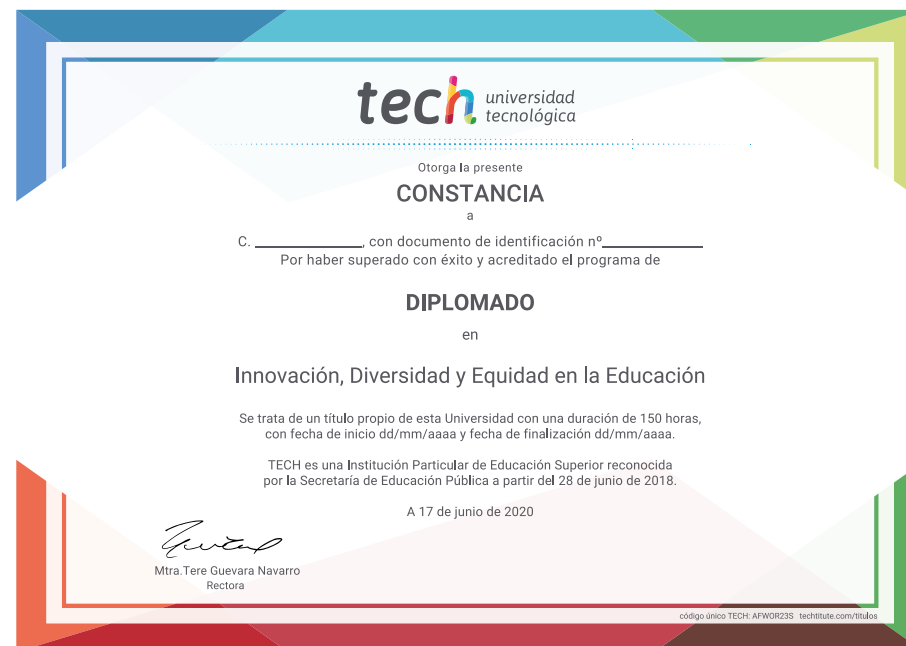 tech universidad
tecnológica
Otorga la presente
CONSTANCIA
a
C. ____________, con documento de identificación nº____________
Por haber superado con éxito y acreditado el programa de
DIPLOMADO
en
Innovación, Diversidad y Equidad en la Educación
Se trata de un título propio de esta Universidad con una duración de 150 horas,
con fecha de inicio dd/mm/aaaa y fecha de finalización dd/mm/aaaa.
TECH es una Institución Particular de Educación Superior reconocida
por la Secretaría de Educación Pública a partir del 28 de junio de 2018.
A 17 de junio de 2020
Mtra.Tere Guevara Navarro
Rectora
código único TECH: AFWOR23S techtitute.com/titulos